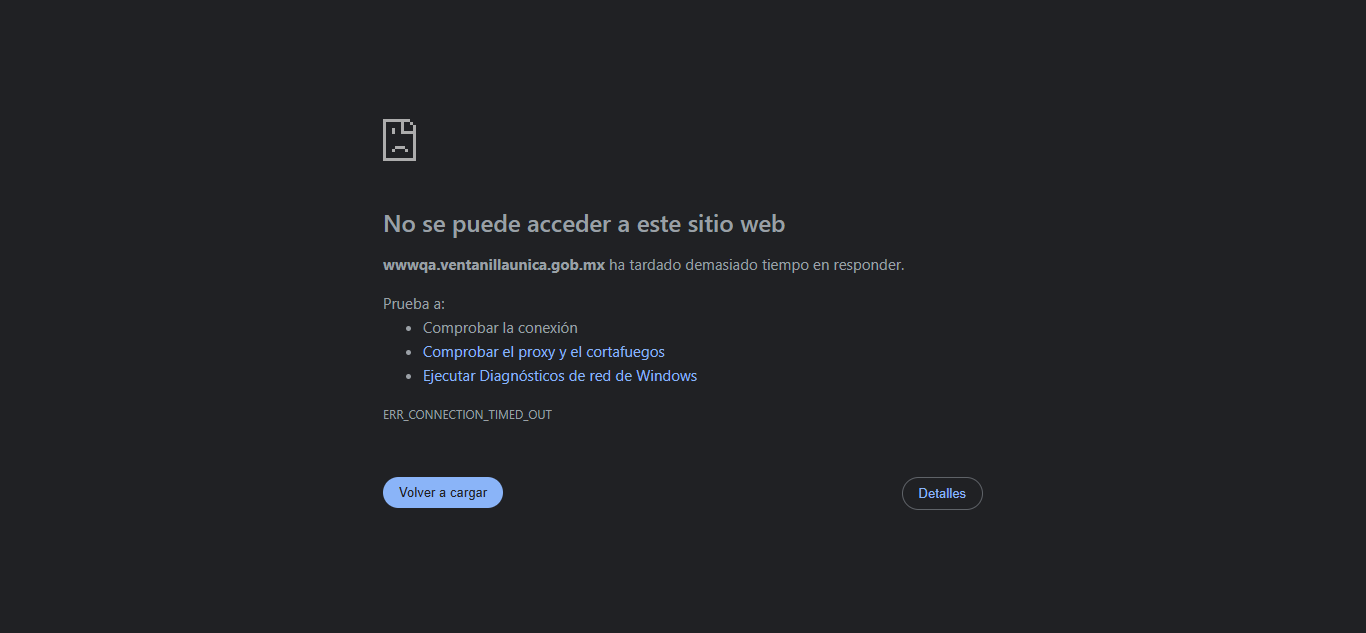 No se puede acceder a este sitio web
wwwqa.ventanillaunica.gob.mx ha tardado demasiado tiempo en responder.
Prueba a:
Comprobar la conexión
Comprobar el proxy y el cortafuegos
Ejecutar Diagnósticos de red de Windows
ERR_CONNECTION_TIMED_OUT
Volver a cargar
Detalles